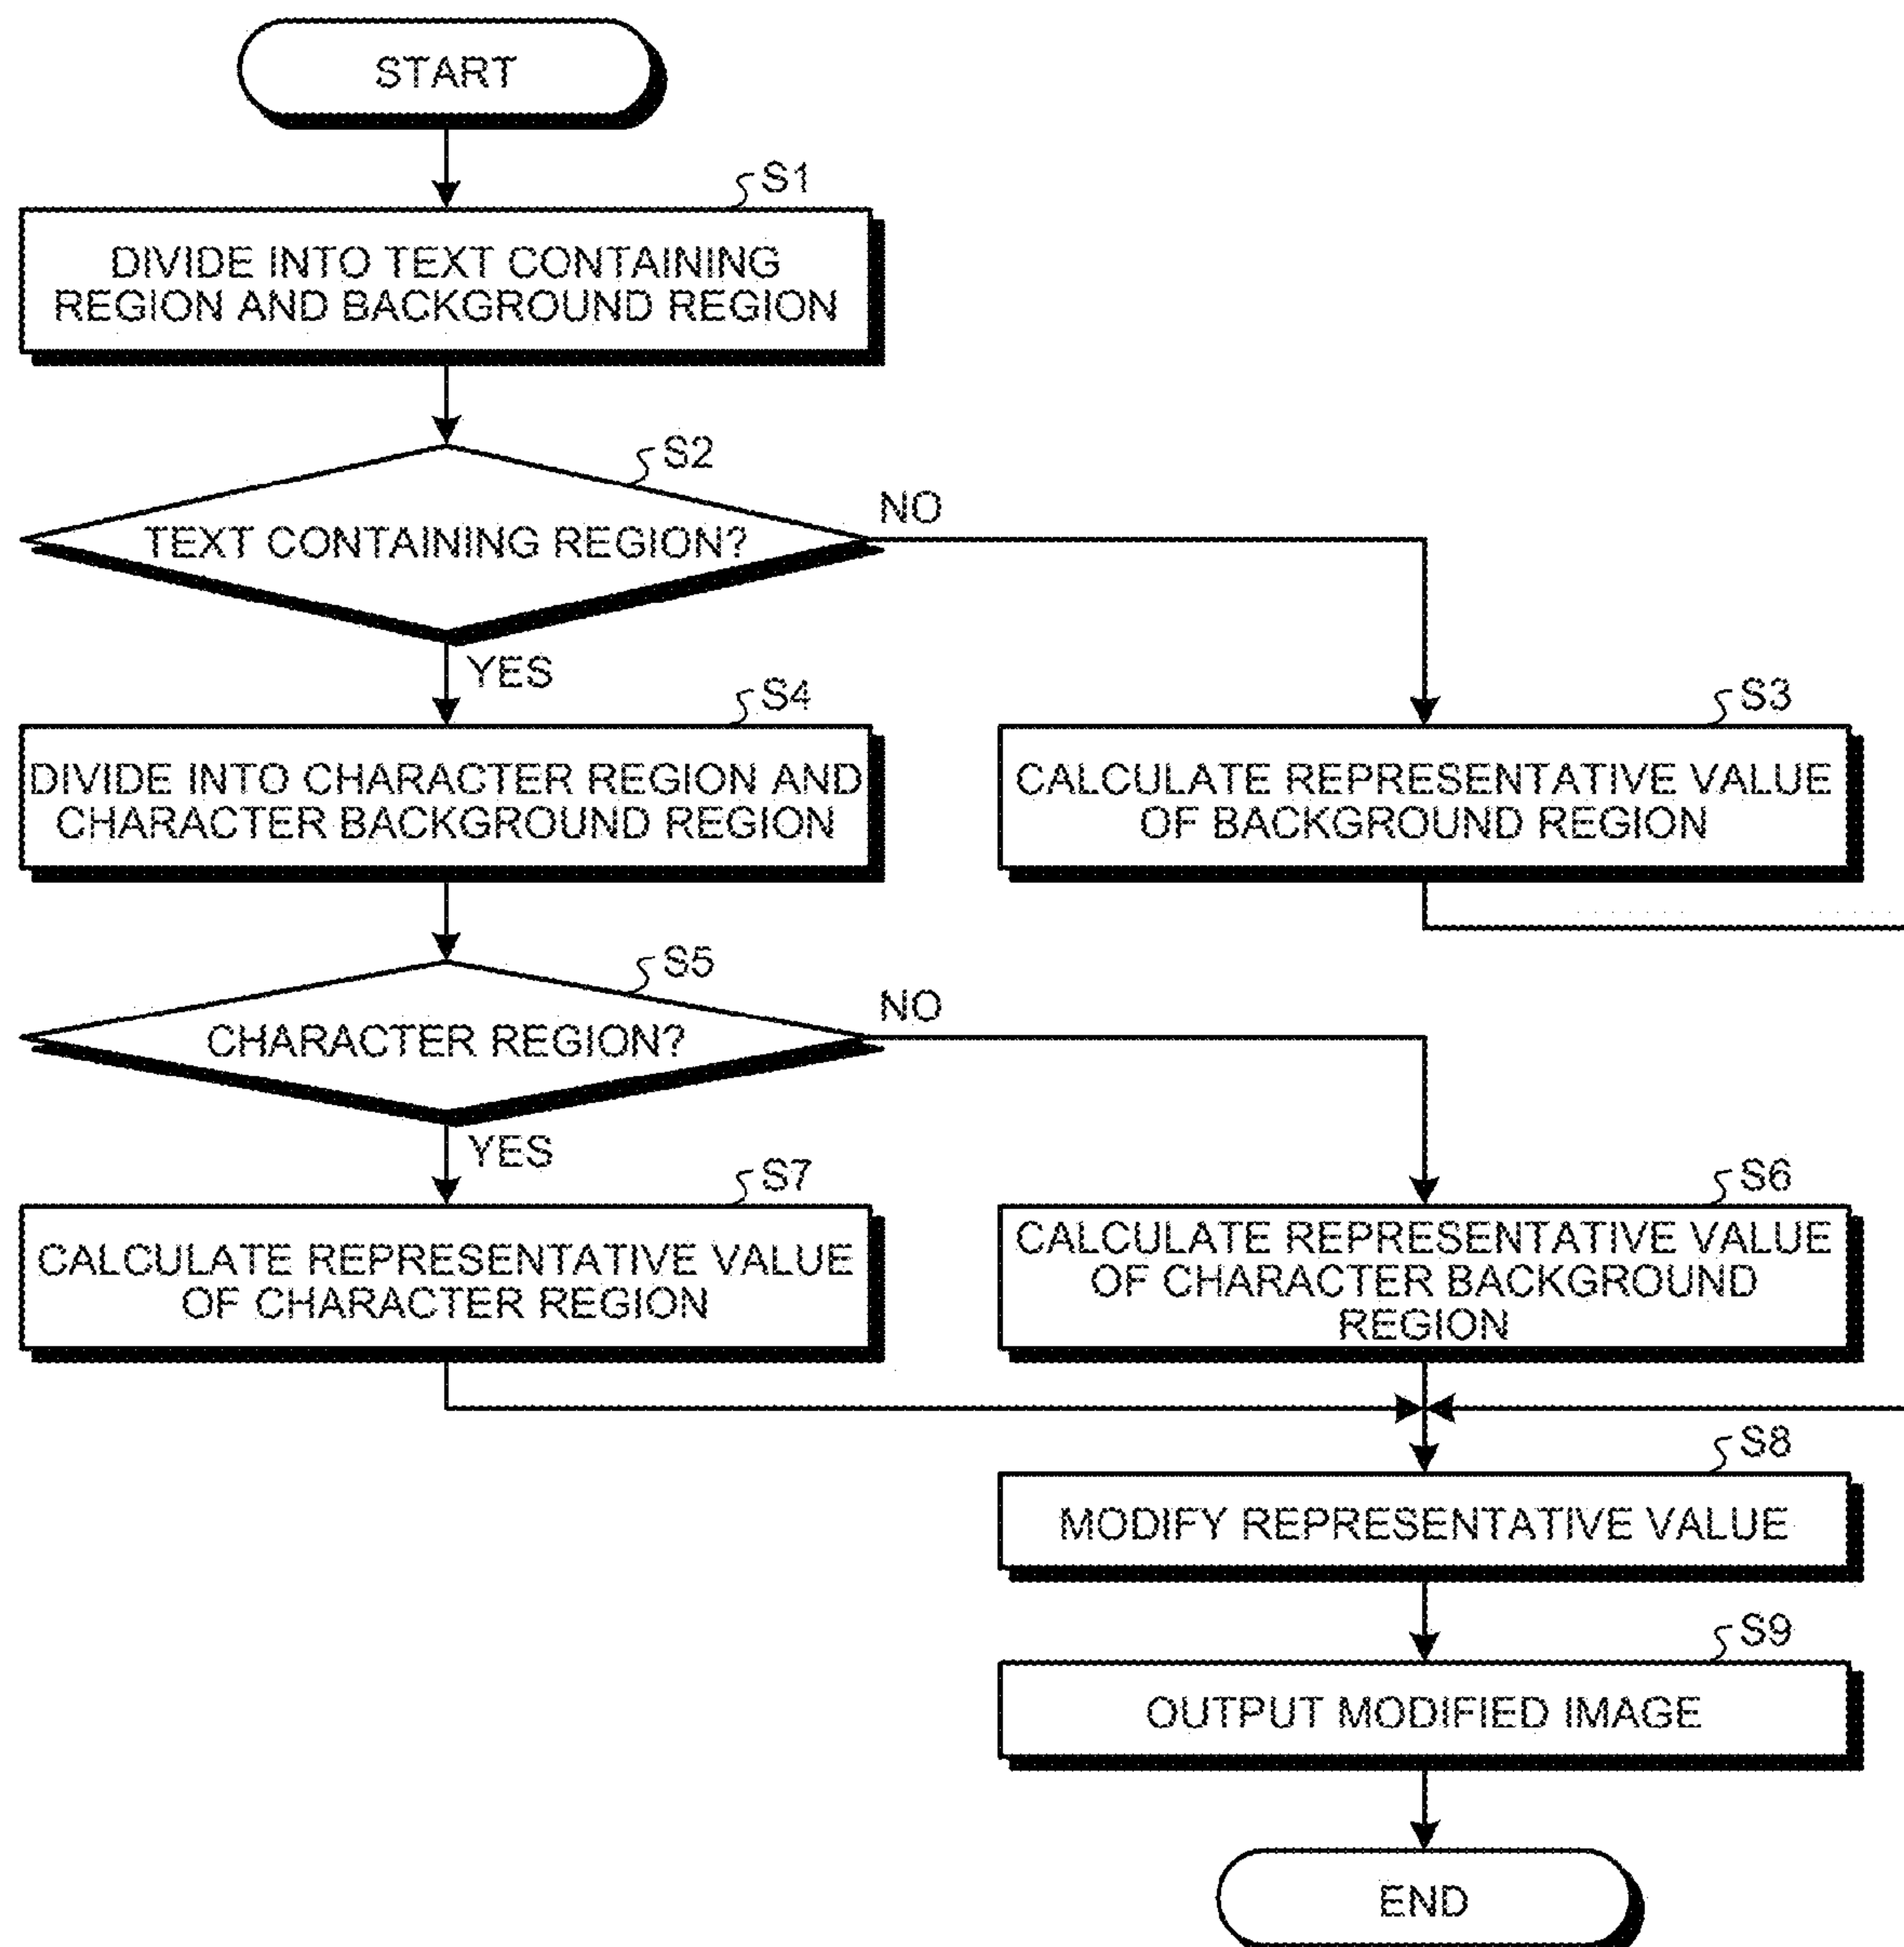 START
S1
DIVIDE INTO TEXT CONTAINING
REGION AND BACKGROUND REGION
S2
TEXT CONTAINING REGION?
NO
YES
S4
DIVIDE INTO CHARACTER REGION AND
CHARACTER BACKGROUND REGION
S3
CALCULATE REPRESENTATIVE VALUE
OF BACKGROUND REGION
S5
CHARACTER REGION?
NO
YES
S7
CALCULATE REPRESENTATIVE VALUE
OF CHARACTER REGION
S6
CALCULATE REPRESENTATIVE VALUE
OF CHARACTER BACKGROUND
REGION
S8
MODIFY REPRESENTATIVE VALUE
S9
OUTPUT MODIFIED IMAGE
END